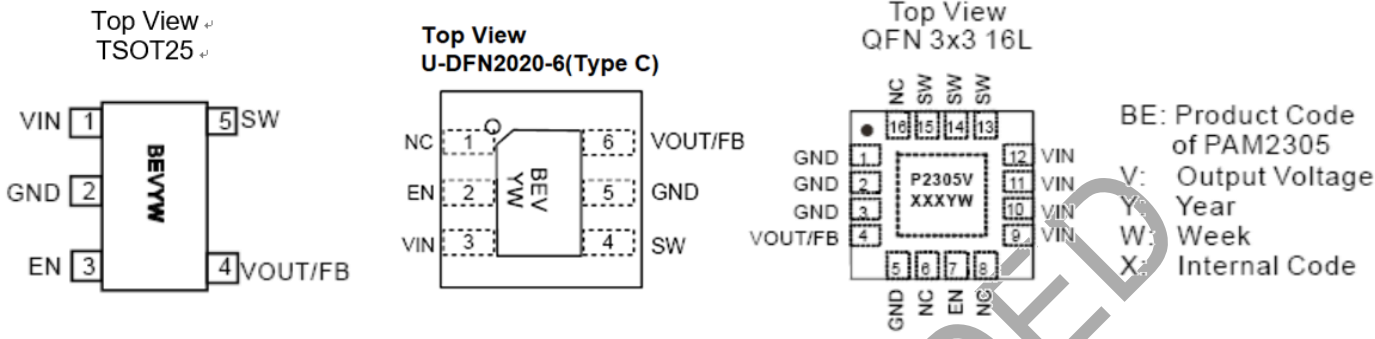 Top View
TSOT25
VIN 1
5 SW
GND 2
EN 3
4 VOUT/FB
BEVYW
Top View
U-DFN2020-6(Type C)
NC 1
6 VOUT/FB
EN 2
5 GND
VIN 3
4 SW
BEV
YW
Top View
QFN 3x3 16L
NC SW SW SW
16 15 14 13
GND 1
12 VIN
GND 2
11 VIN
GND 3
10 VIN
VOUT/FB 4
9 VIN
P2305V
XXXYW
5 6 7 8
GND NC EN NC
BE: Product Code
of PAM2305
V: Output Voltage
Y: Year
W: Week
X: Internal Code